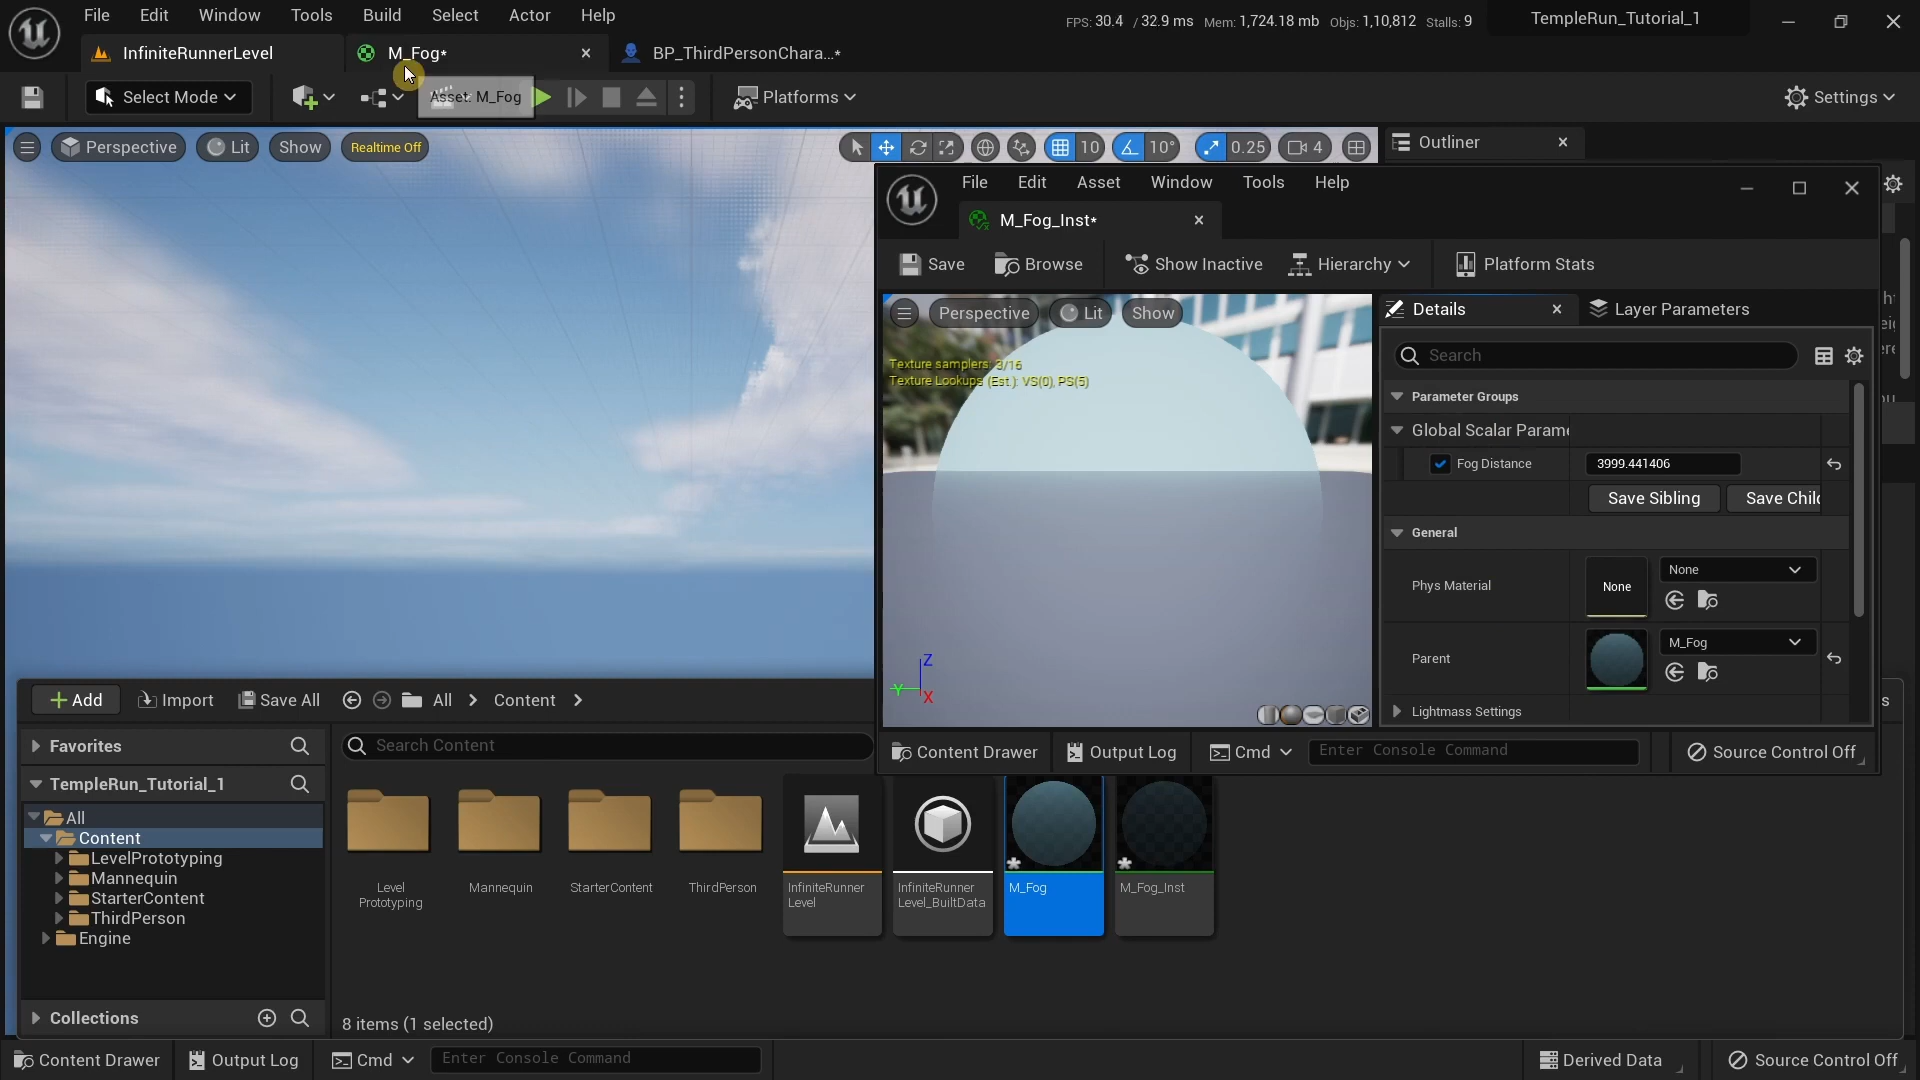 File Edit Window Tools Build Select Actor Help
FPS: 30.4 / 32.9 ms Mem: 1,724.18 mb Objs: 1,10,812 Stalls: 9
TempleRun_Tutorial_1
InfiniteRunnerLevel
M_Fog*
BP_ThirdPersonChara...*
Select Mode
Asset: M_Fog
Platforms
Settings
Perspective
Lit
Show
Realtime Off
10
10°
0.25
4
Outliner
File Edit Asset Window Tools Help
M_Fog_Inst*
Save
Browse
Show Inactive
Hierarchy
Platform Stats
Perspective
Lit
Show
Texture samplers: 3/16
Texture Lookups (Est.): VS(0), PS(5)
Z
Y
X
Details
Layer Parameters
Search
Parameter Groups
Global Scalar Parame
Fog Distance
3999.441406
Save Sibling
Save Child
General
Phys Material
None
None
Parent
M_Fog
Lightmass Settings
Content Drawer
Output Log
Cmd
Enter Console Command
Source Control Off
Add
Import
Save All
All
Content
Favorites
Search Content
TempleRun_Tutorial_1
All
Content
LevelPrototyping
Mannequin
StarterContent
ThirdPerson
Engine
Collections
Level
Prototyping
Mannequin
StarterContent
ThirdPerson
InfiniteRunner
Level
InfiniteRunner
Level_BuiltData
M_Fog
M_Fog_Inst
8 items (1 selected)
Content Drawer
Output Log
Cmd
Enter Console Command
Derived Data
Source Control Off